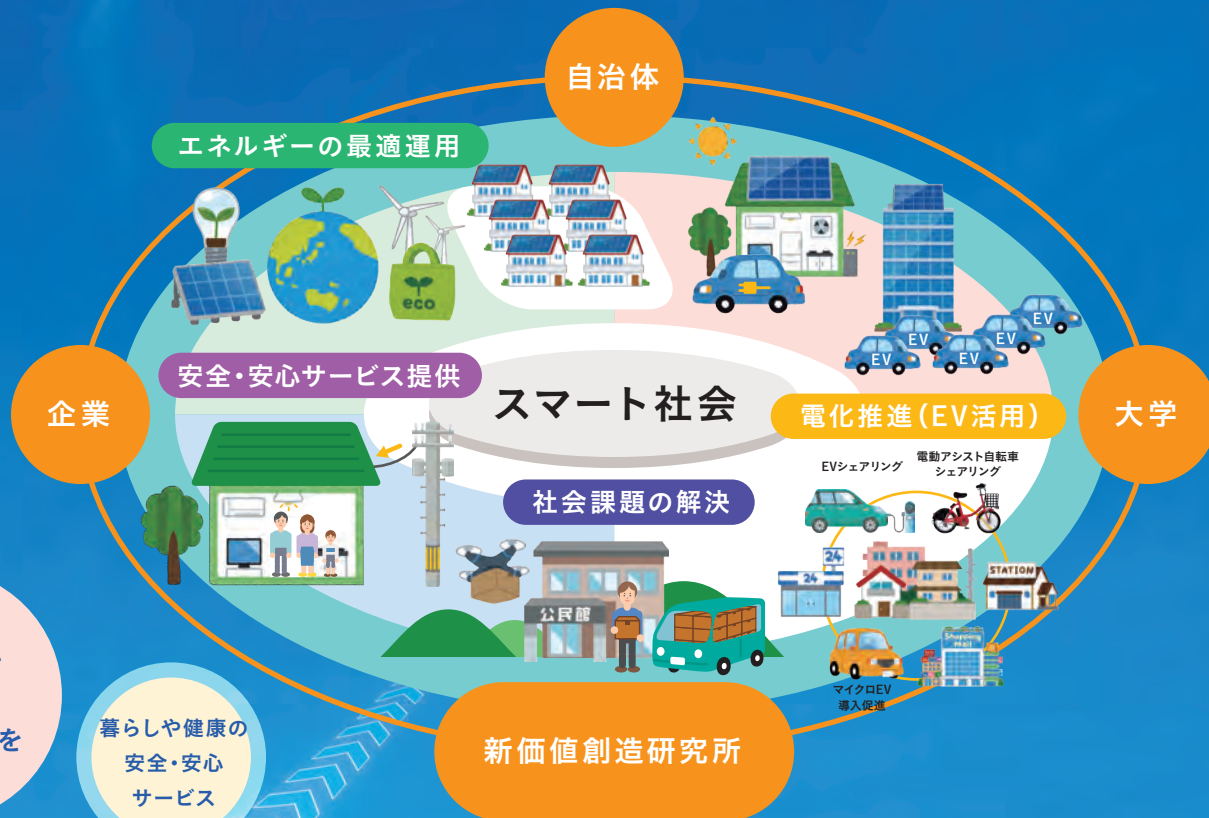 自治体
エネルギーの最適運用
eco
EV
EV
EV
EV
EV
安全・安心サービス提供
スマート社会
電化推進(EV活用)
企業
大学
EVシェアリング
電動アシスト自転車
シェアリング
社会課題の解決
24
24
STATION
公民館
Shopping
Mall
マイクロEV
導入促進
新価値創造研究所
を
暮らしや健康の
安全・安心
サービス